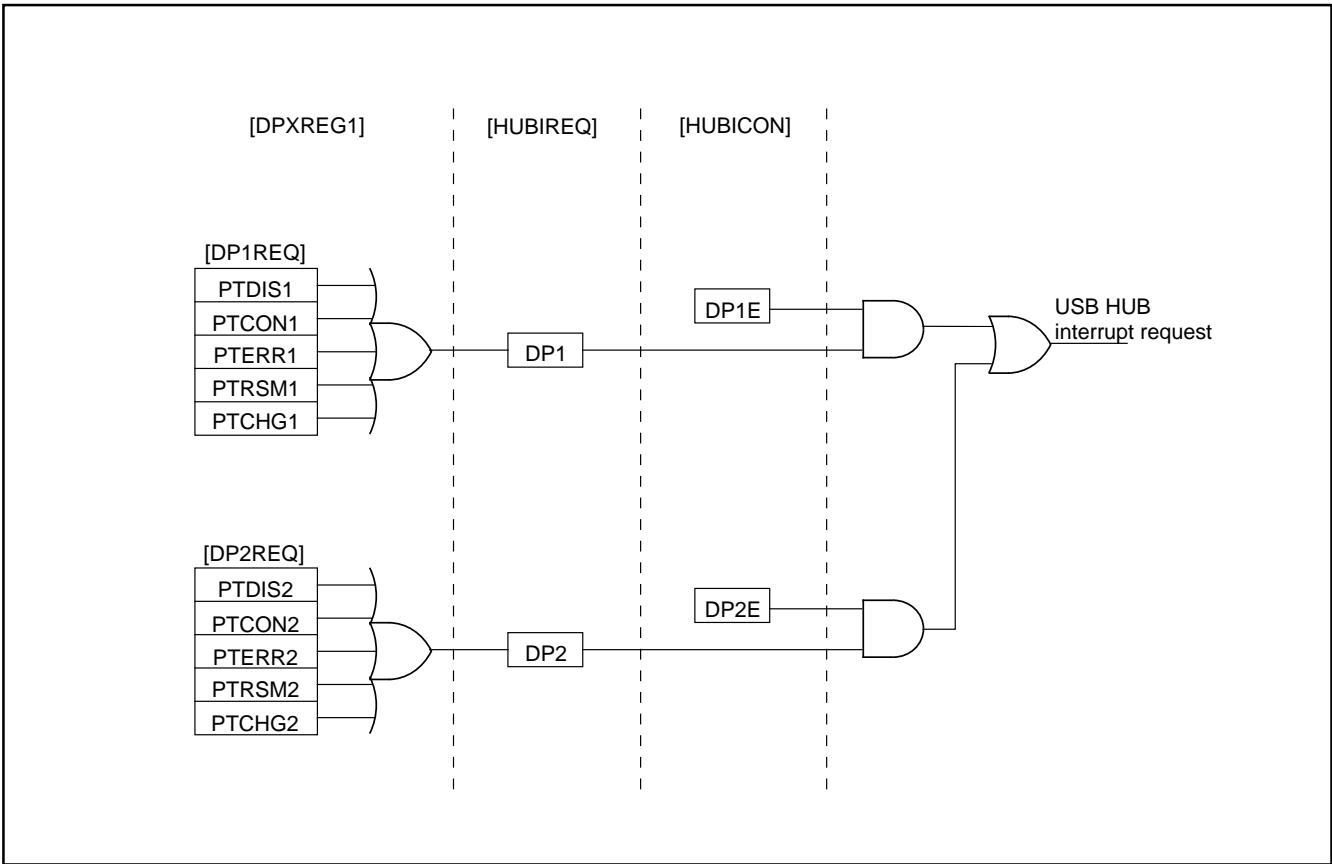 [DPXREG1]
[HUBIREQ]
[HUBICON]
[DP1REQ]
PTDIS1
PTCON1
PTERR1
PTRSM1
PTCHG1
DP1
DP1E
USB HUB
interrupt request
[DP2REQ]
PTDIS2
PTCON2
PTERR2
PTRSM2
PTCHG2
DP2
DP2E